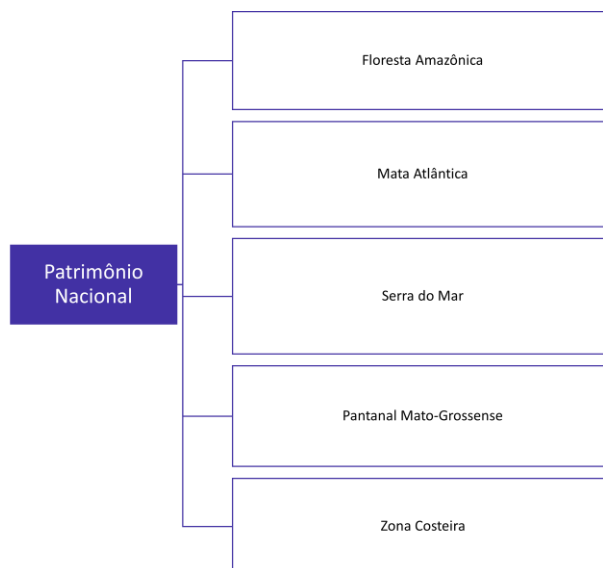 Patrimônio
Nacional
Floresta Amazônica
Mata Atlântica
Serra do Mar
Pantanal Mato-Grossense
Zona Costeira